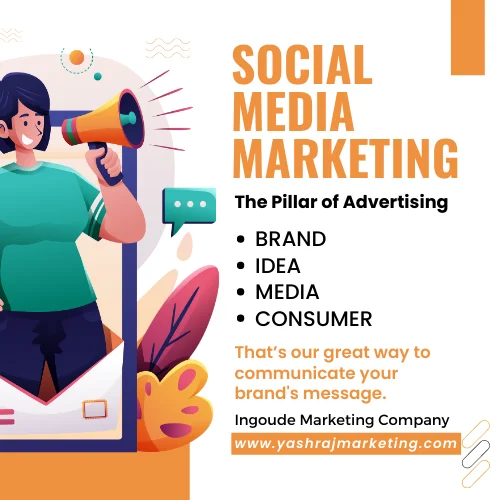 SOCIAL
MEDIA
MARKETING
The Pillar of Advertising
• BRAND
• IDEA
• MEDIA
• CONSUMER
That's our great way to
communicate your
brand's message.
Ingoude Marketing Company
www.yashrajmarketing.com